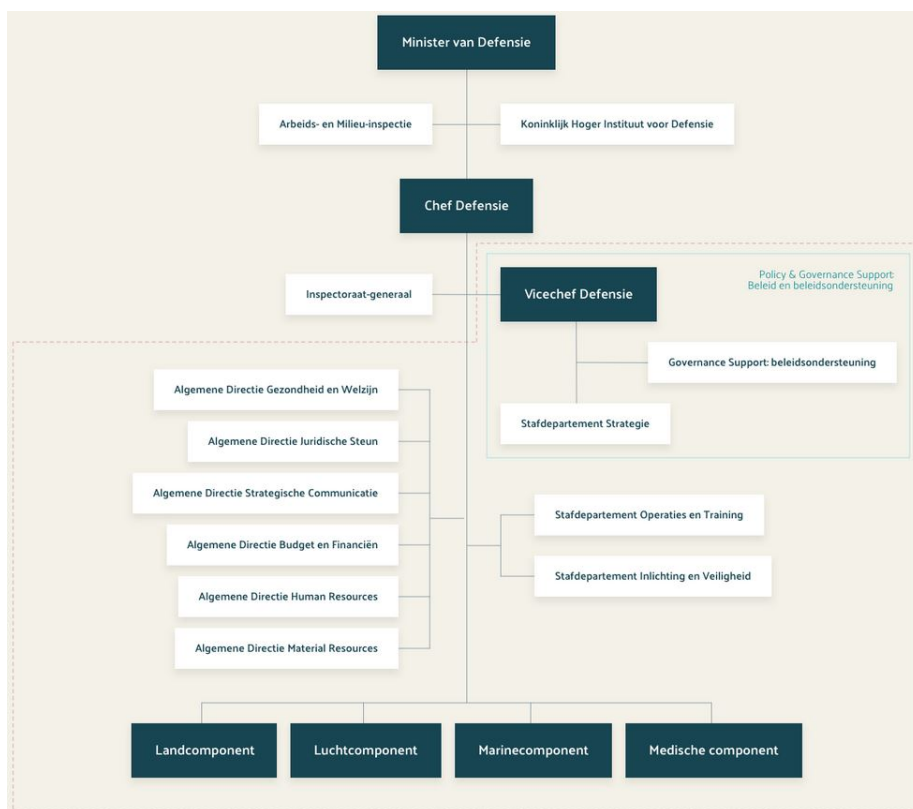 Minister van Defensie
Arbeids- en Milieu-inspectie
Koninklijk Hoger Instituut voor Defensie
Chef Defensie
Policy & Governance Support:
Beleid en beleidsondersteuning
Inspectoraat-generaal
Vicechef Defensie
Governance Support: beleidsondersteuning
Stafdepartement Strategie
Algemene Directie Gezondheid en Welzijn
Algemene Directie Juridische Steun
Algemene Directie Strategische Communicatie
Algemene Directie Budget en Financiën
Algemene Directie Human Resources
Algemene Directie Material Resources
Stafdepartement Operaties en Training
Stafdepartement Inlichting en Veiligheid
Landcomponent
Luchtcomponent
Marinecomponent
Medische component